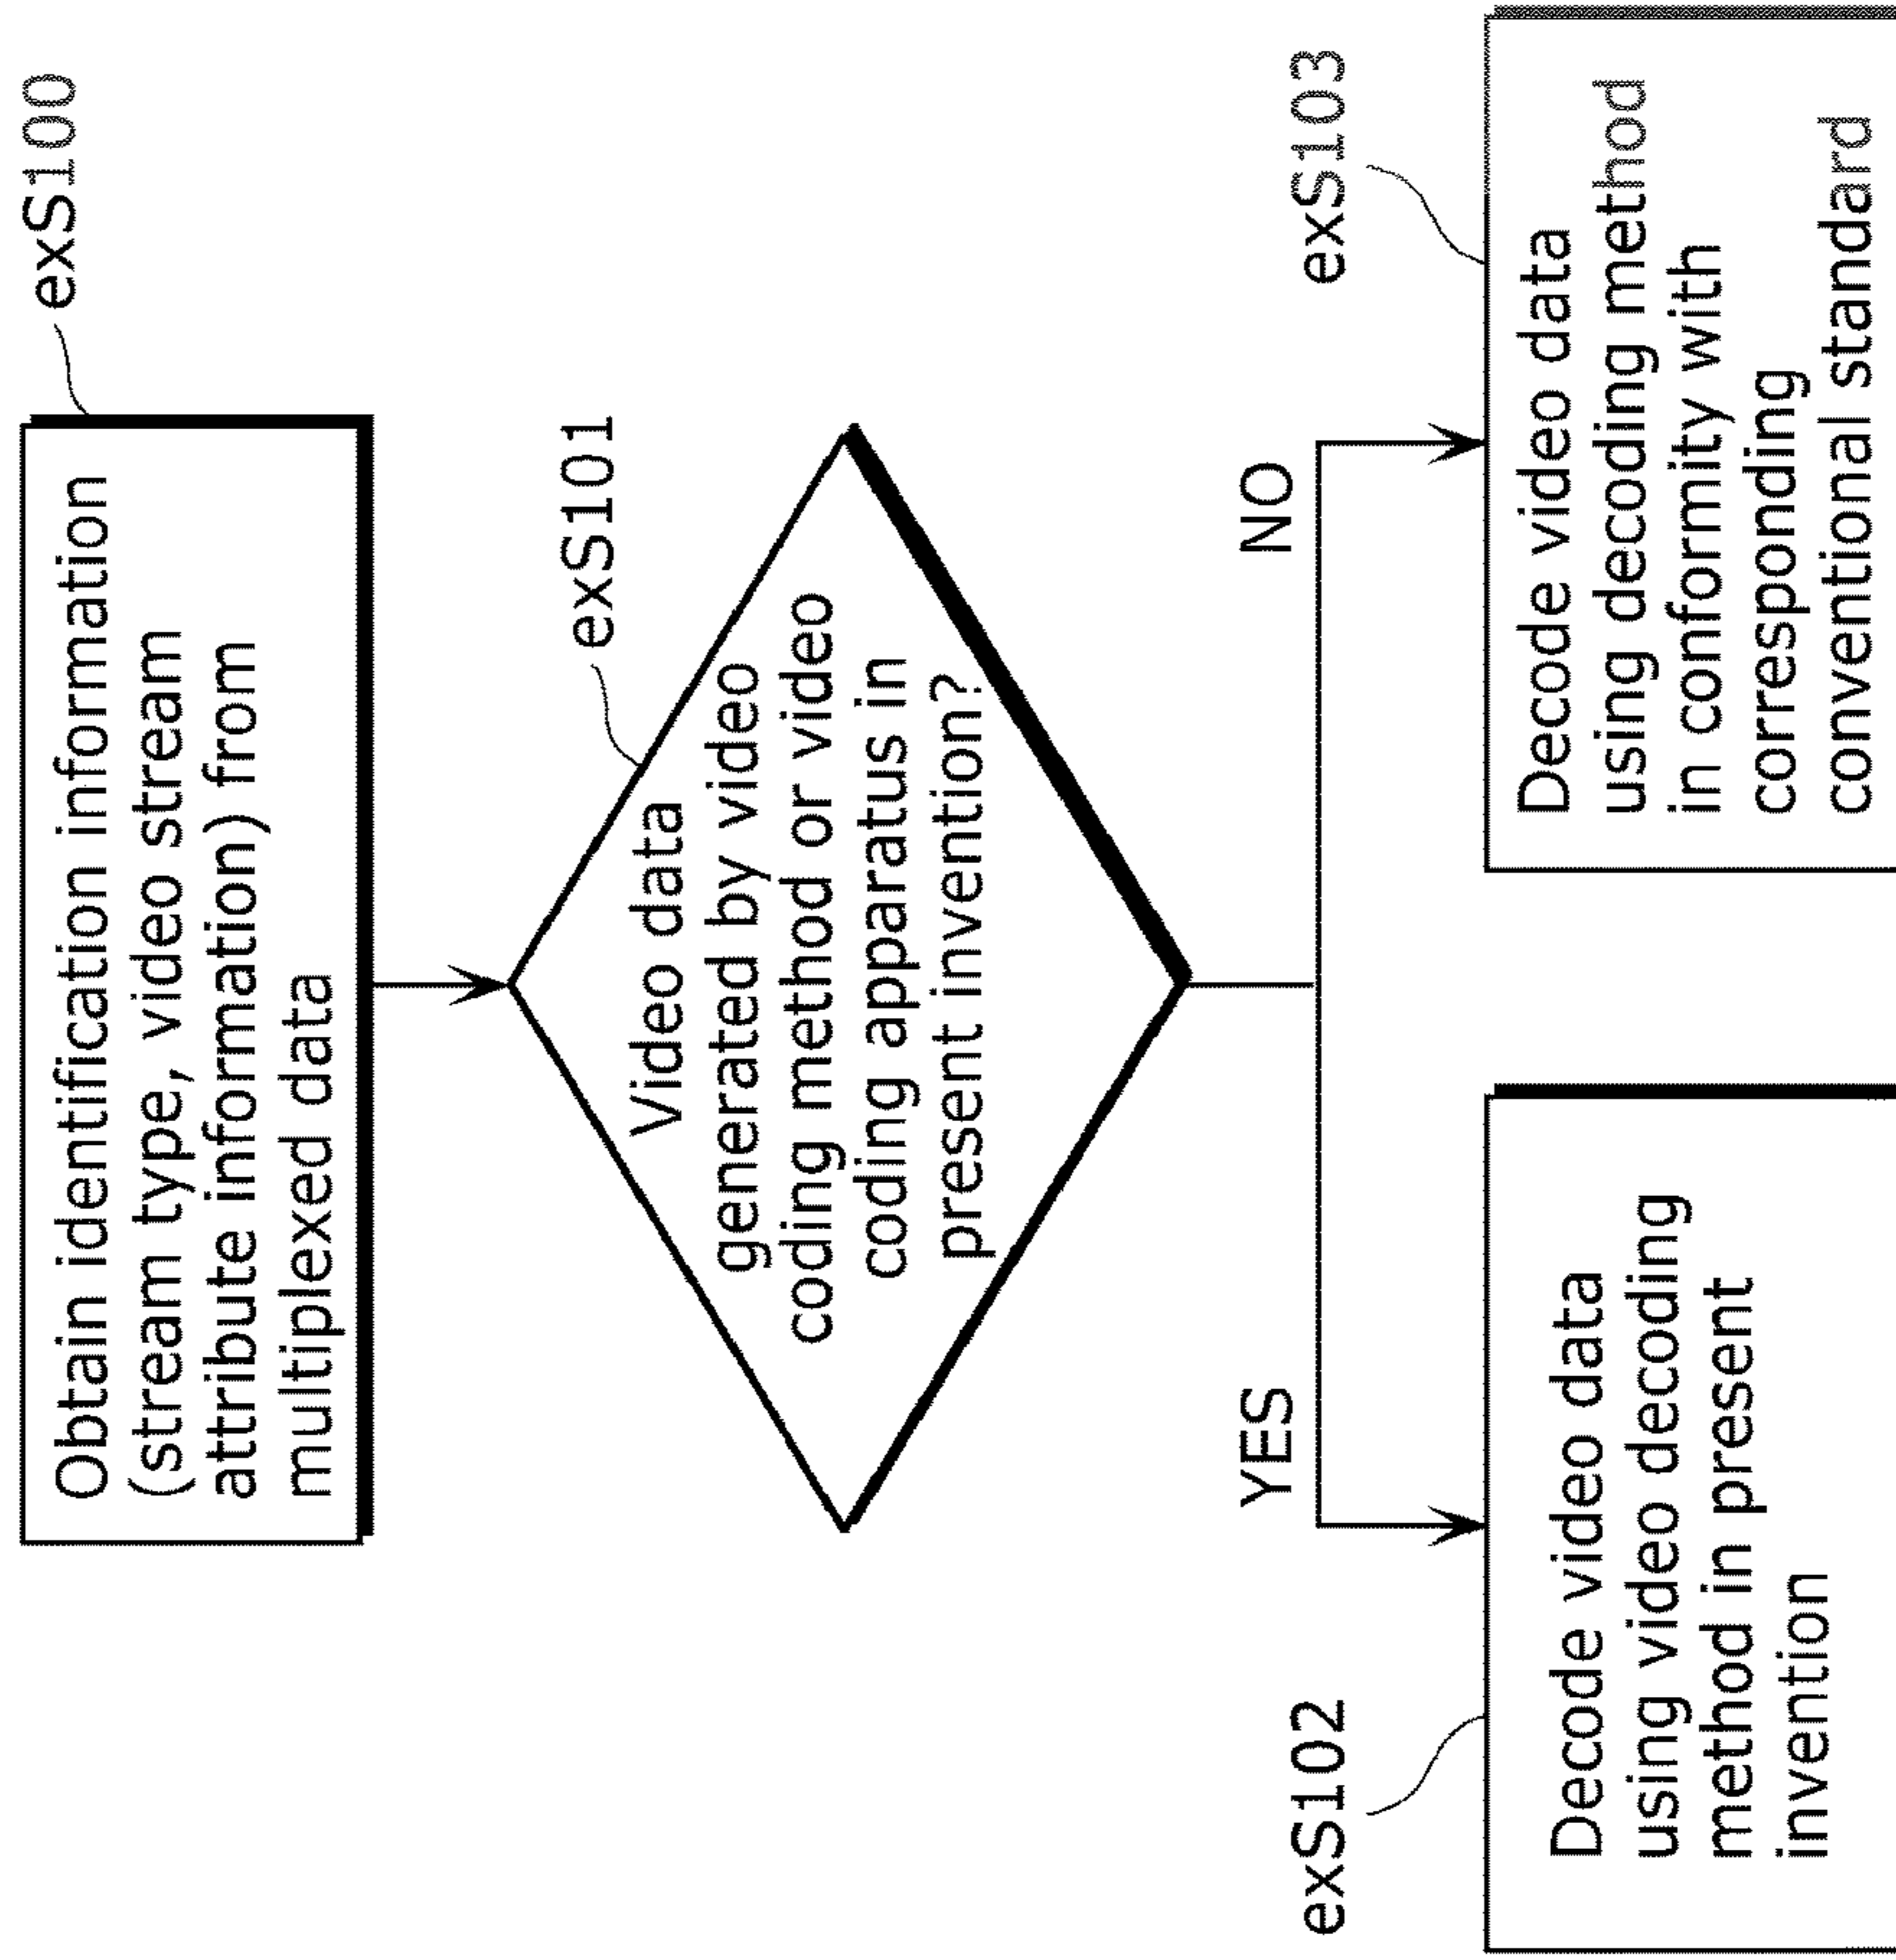 exS100
Obtain identification information
(stream type, video stream
attribute information) from
multiplexed data
exS101
Video data
generated by video
coding method or video
coding apparatus in
present invention?
YES
NO
exS102
Decode video data
using video decoding
method in present
invention
exS103
Decode video data
using decoding method
in conformity with
corresponding
conventional standard